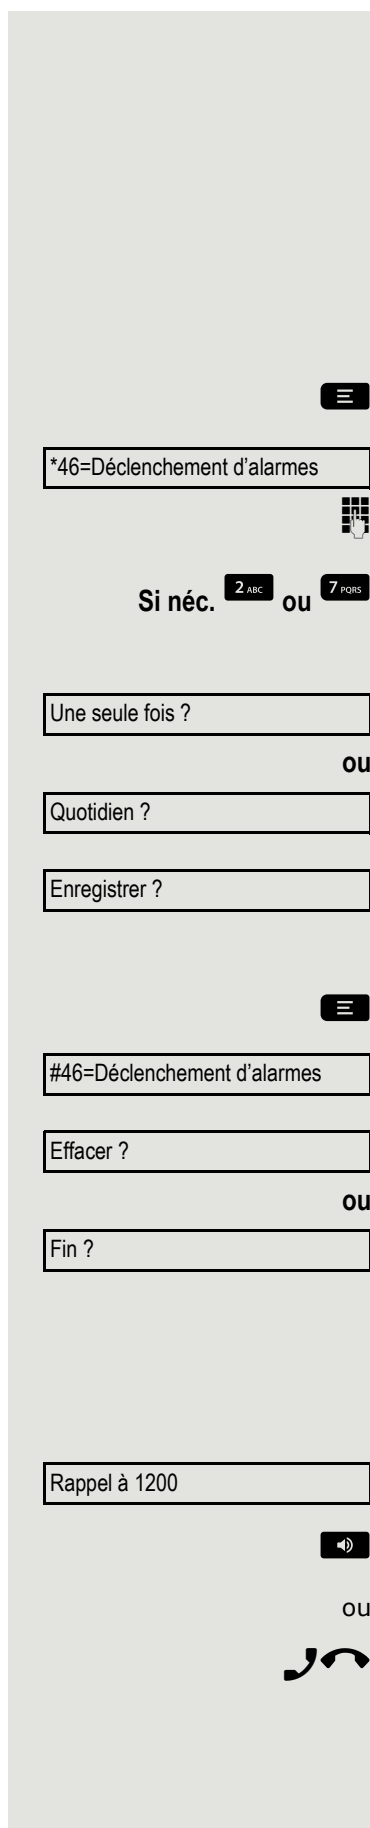 *46=Déclenchement d’alarmes
Si néc. 2 ABC ou 7 PQRS
Une seule fois ?
ou
Quotidien ?
Enregistrer ?
#46=Déclenchement d’alarmes
Effacer ?
ou
Fin ?
Rappel à 1200
ou